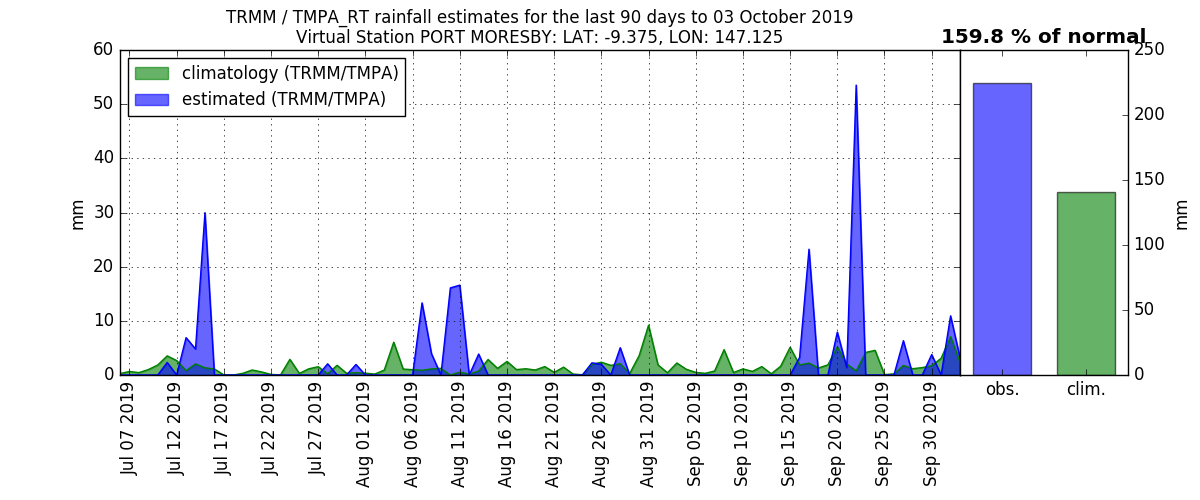 TRMM / TMPA_RT rainfall estimates for the last 90 days to 03 October 2019
Virtual Station PORT MORESBY: LAT: -9.375, LON: 147.125
159.8 % of normal
climatology (TRMM/TMPA)
estimated (TRMM/TMPA)
60
50
40
30
20
10
0
mm
250
200
150
100
50
0
mm
Jul 07 2019
Jul 12 2019
Jul 17 2019
Jul 22 2019
Jul 27 2019
Aug 01 2019
Aug 06 2019
Aug 11 2019
Aug 16 2019
Aug 21 2019
Aug 26 2019
Aug 31 2019
Sep 05 2019
Sep 10 2019
Sep 15 2019
Sep 20 2019
Sep 25 2019
Sep 30 2019
obs.
clim.